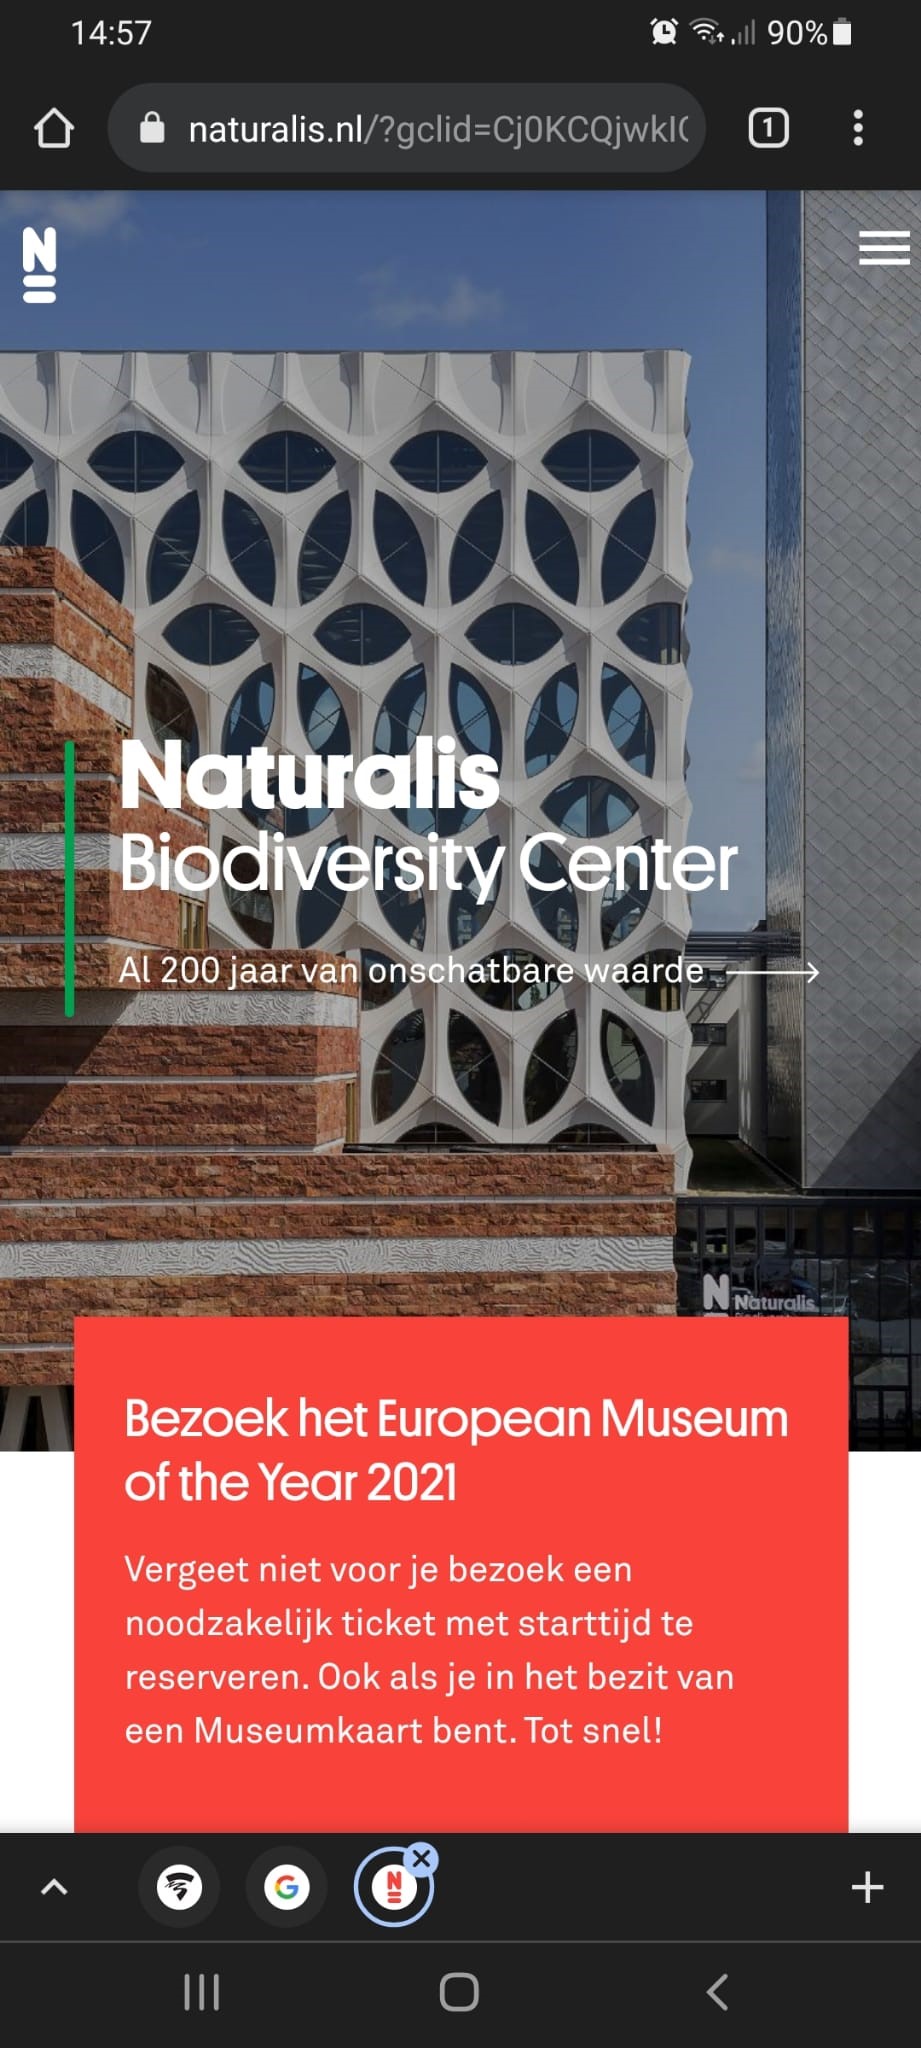 14:57
90%
naturalis.nl/?gclid=Cj0KCQjwkI
1
N
Naturalis
Biodiversity Center
Al 200 jaar van onschatbare waarde
N Naturalis
Bezoek het European Museum
of the Year 2021
Vergeet niet voor je bezoek een
noodzakelijk ticket met starttijd te
reserveren. Ook als je in het bezit van
een Museumkaart bent. Tot snel!
G
N